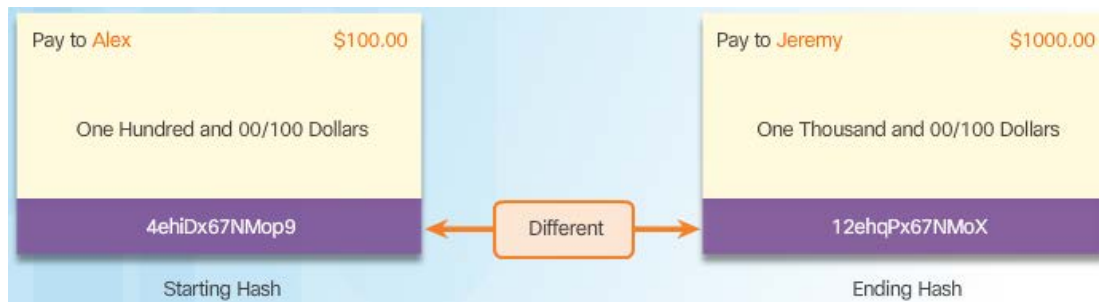 Pay to Alex $100.00
One Hundred and 00/100 Dollars
4ehiDx67NMop9
Starting Hash
Different
Pay to Jeremy $1000.00
One Thousand and 00/100 Dollars
12ehqPx67NMoX
Ending Hash